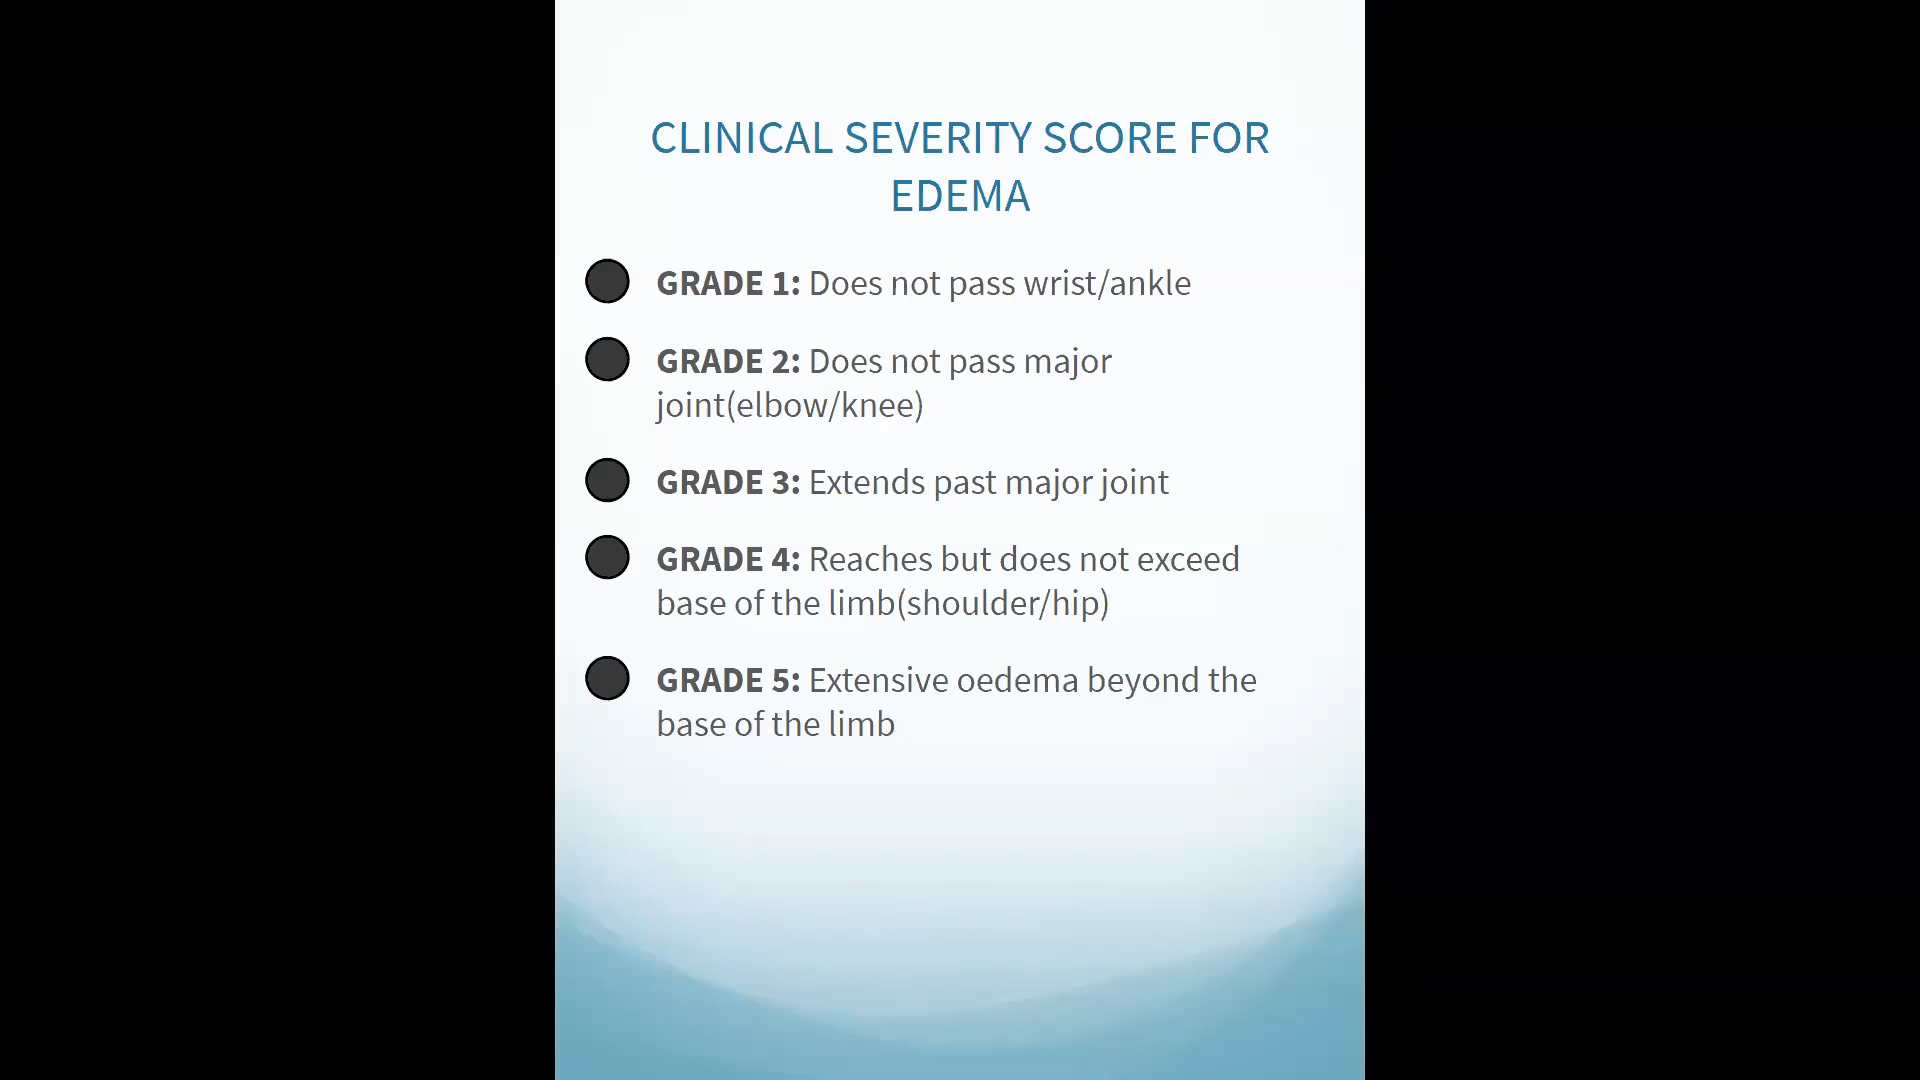 CLINICAL SEVERITY SCORE FOR
EDEMA
GRADE 1: Does not pass wrist/ankle
GRADE 2: Does not pass major
joint(elbow/knee)
GRADE 3: Extends past major joint
GRADE 4: Reaches but does not exceed
base of the limb(shoulder/hip)
GRADE 5: Extensive oedema beyond the
base of the limb